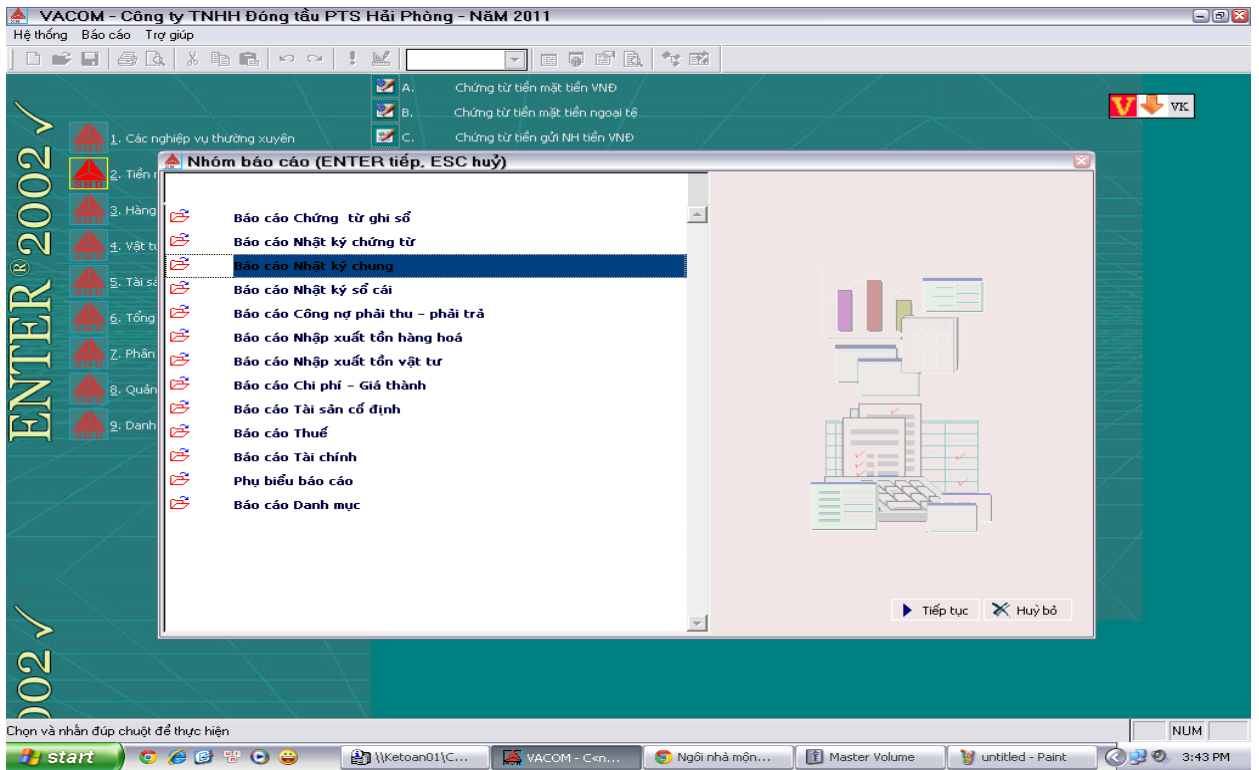 VACOM - Công ty TNHH Đóng tầu PTS Hải Phòng - NăM 2011
Hệ thống Báo cáo Trợ giúp
A. Chứng từ tiền mặt tiền VNĐ
B. Chứng từ tiền mặt tiền ngoại tệ
C. Chứng từ tiền gửi NH tiền VNĐ
V VK
1. Các nghiệp vụ thường xuyên
2. Tiền
3. Hàng
4. Vật
5. Tài
6. Tổng
7. Phân
8. Quản
9. Danh
ENTER ® 2002 √
002 √
Nhóm báo cáo (ENTER tiếp, ESC huỷ)
Báo cáo Chứng từ ghi sổ
Báo cáo Nhật ký chứng từ
Báo cáo Nhật ký chung
Báo cáo Nhật ký sổ cái
Báo cáo Công nợ phải thu - phải trả
Báo cáo Nhập xuất tồn hàng hoá
Báo cáo Nhập xuất tồn vật tư
Báo cáo Chi phí - Giá thành
Báo cáo Tài sản cố định
Báo cáo Thuế
Báo cáo Tài chính
Phụ biểu báo cáo
Báo cáo Danh mục
Tiếp tục Huỷ bỏ
Chọn và nhấn đúp chuột để thực hiện
NUM
start \\Ketoan01\C... VACOM - C«n... Ngôi nhà mộn... Master Volume untitled - Paint 3:43 PM